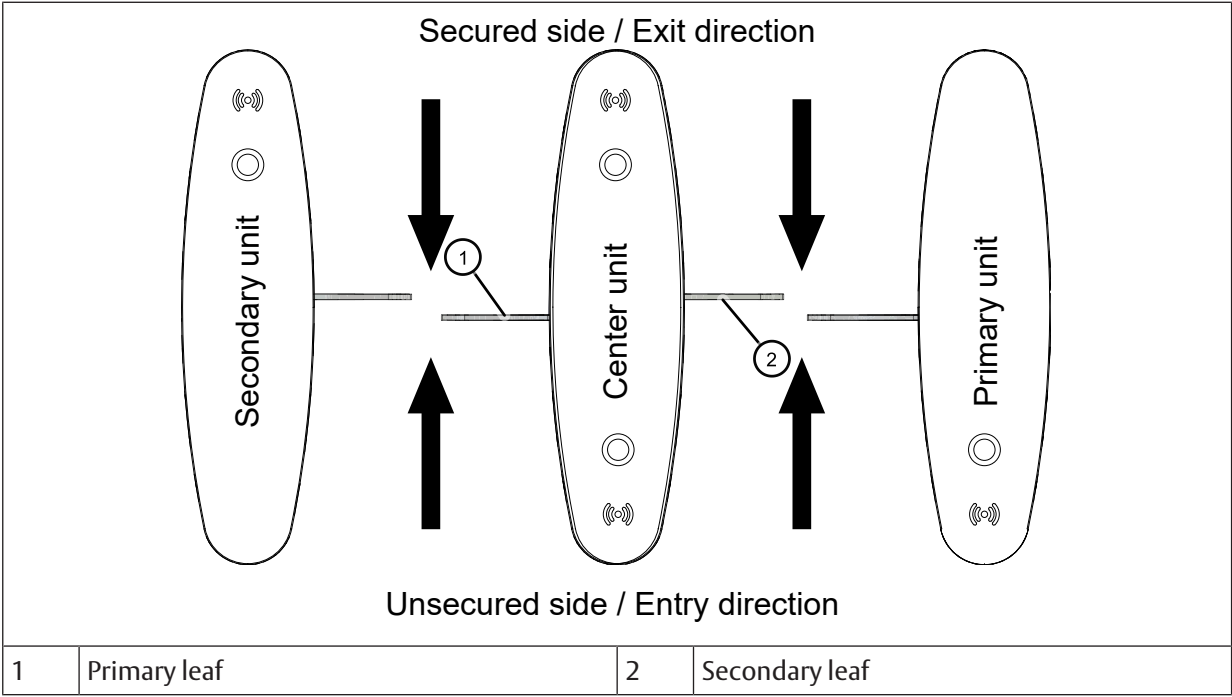 Secured side / Exit direction
Secondary unit
1
Center unit
2
Primary unit
Unsecured side / Entry direction
1 Primary leaf 2 Secondary leaf